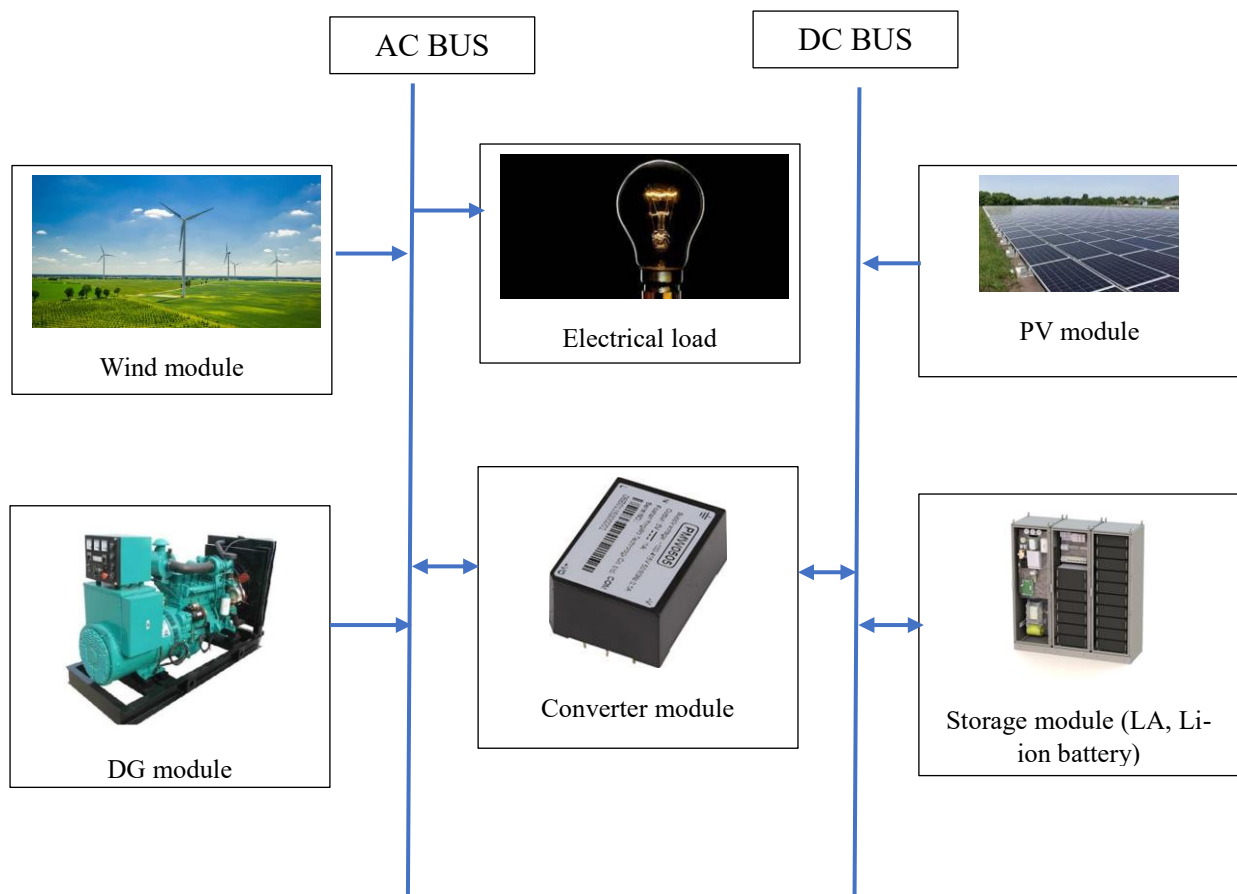 AC BUS
DC BUS
Wind module
Electrical load
PV module
DG module
PMW0505
Converter module
Storage module (LA, Li-
ion battery)